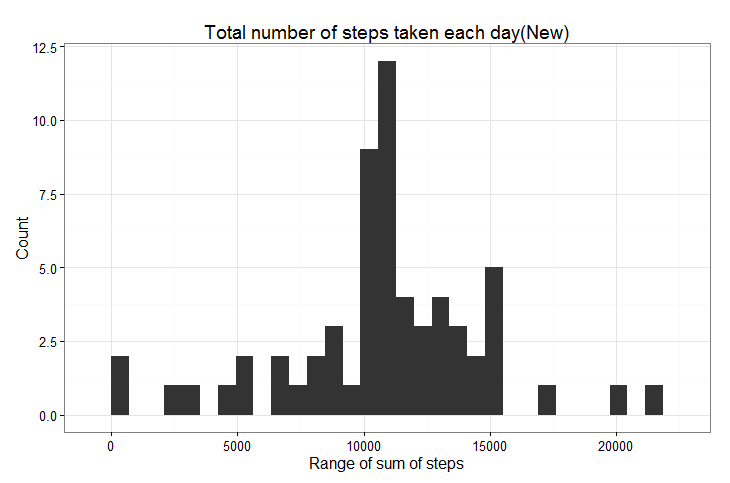 Total number of steps taken each day(New)
12.5
10.0
7.5
5.0
2.5
0.0
Count
0 5000 10000 15000 20000
Range of sum of steps